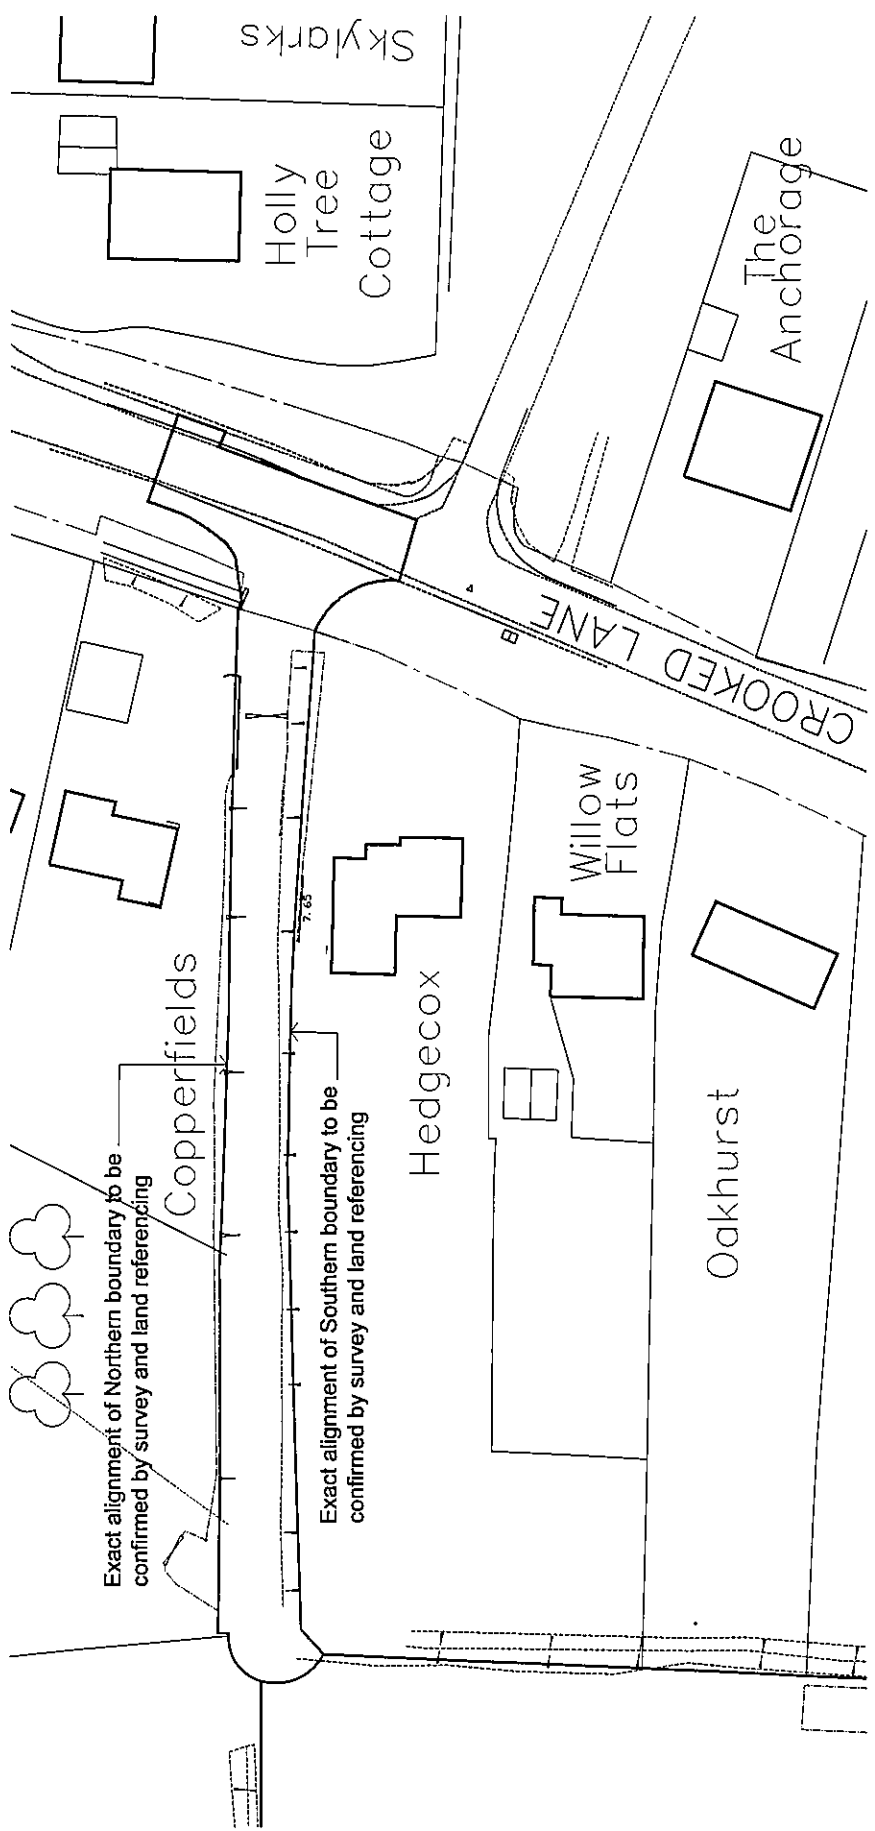 Skylarks
Holly
Tree
Cottage
The
Anchorage
CROOKED LANE
Willow
Flats
7.65
Copperfields
Hedgecox
Oakhurst
Exact alignment of Northern boundary to be
confirmed by survey and land referencing
Exact alignment of Southern boundary to be
confirmed by survey and land referencing